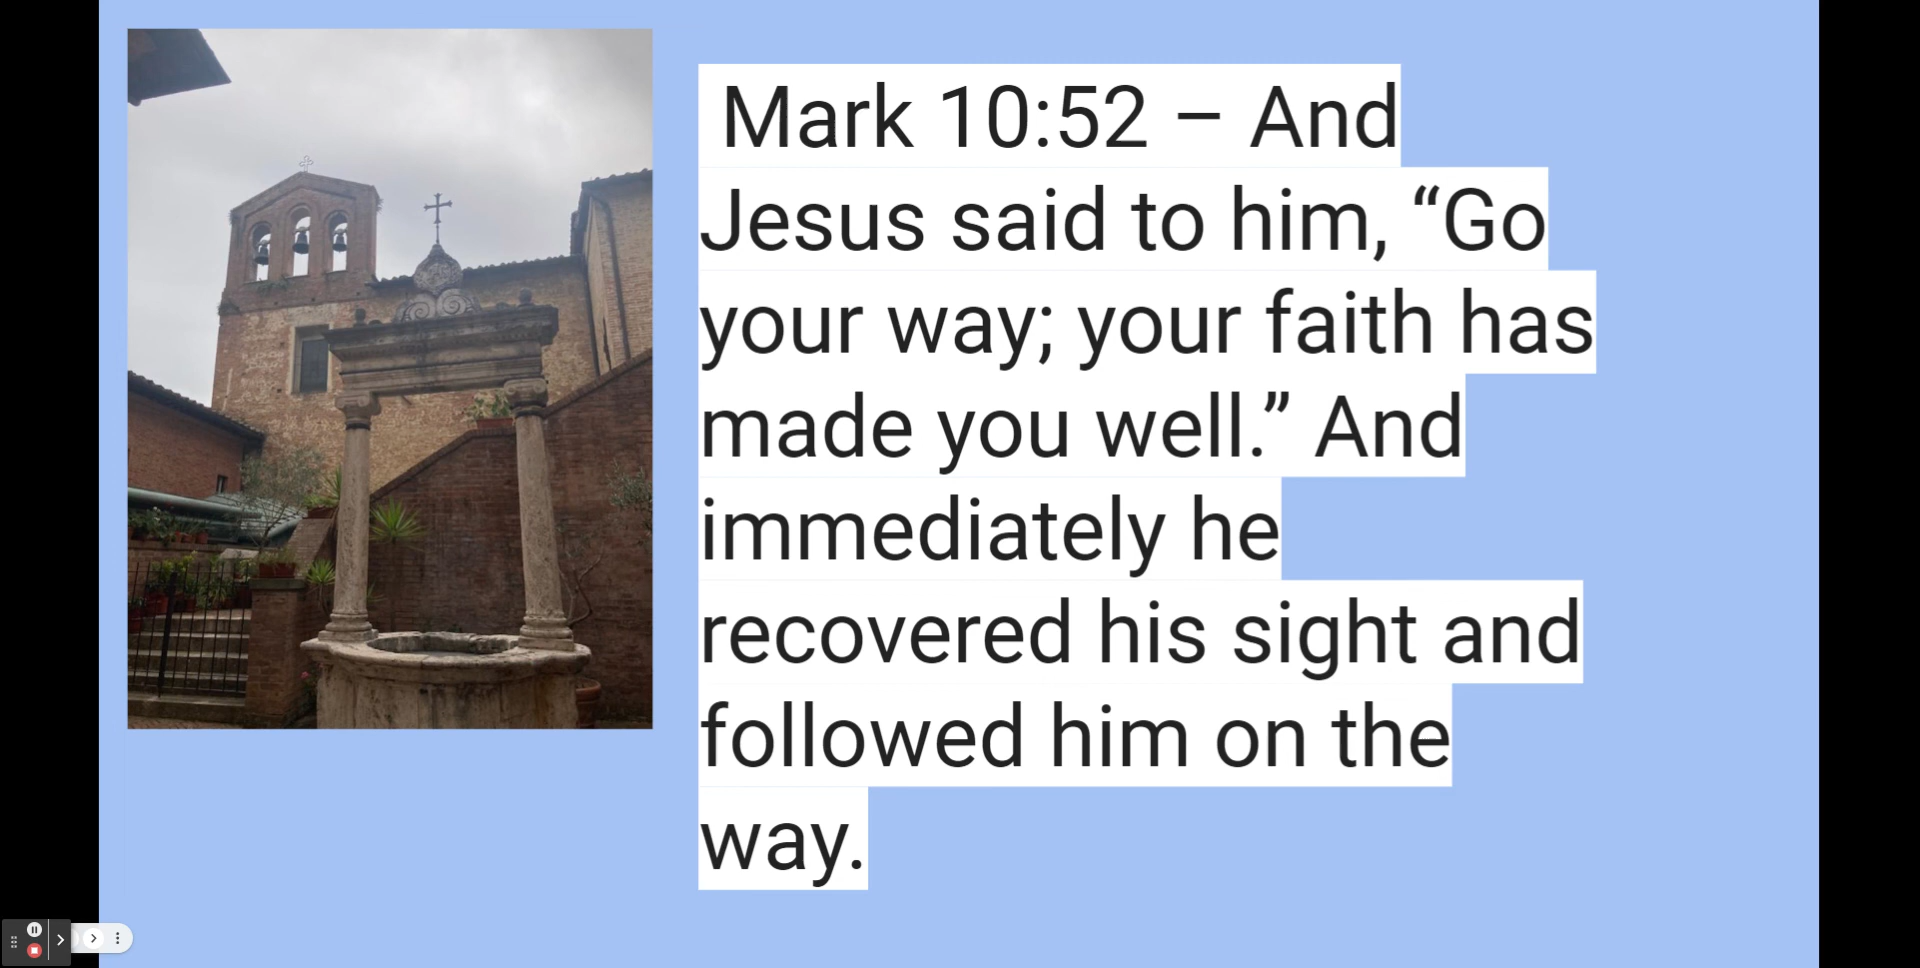 Mark 10:52 – And
Jesus said to him, “Go
your way; your faith has
made you well.” And
immediately he
recovered his sight and
followed him on the
way.